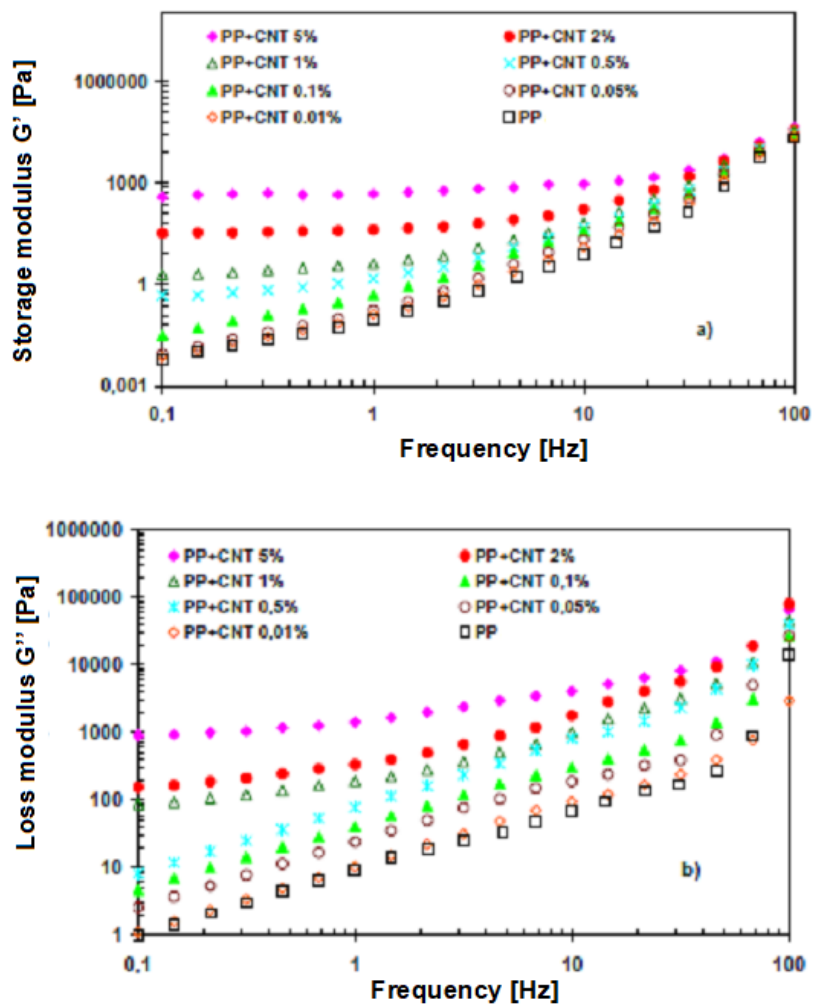 PP+CNT 5% PP+CNT 2%
PP+CNT 1% PP+CNT 0.5%
PP+CNT 0.1% PP+CNT 0.05%
PP+CNT 0.01% PP
Storage modulus G’ [Pa]
1000000
1000
1
0,001
a)
0,1 1 10 100
Frequency [Hz]
Loss modulus G’’ [Pa]
1000000
PP+CNT 5% PP+CNT 2%
PP+CNT 1% PP+CNT 0,1%
PP+CNT 0,5% PP+CNT 0,05%
PP+CNT 0,01% PP
100000
10000
1000
100
10
1
b)
0.1 1 10 100
Frequency [Hz]